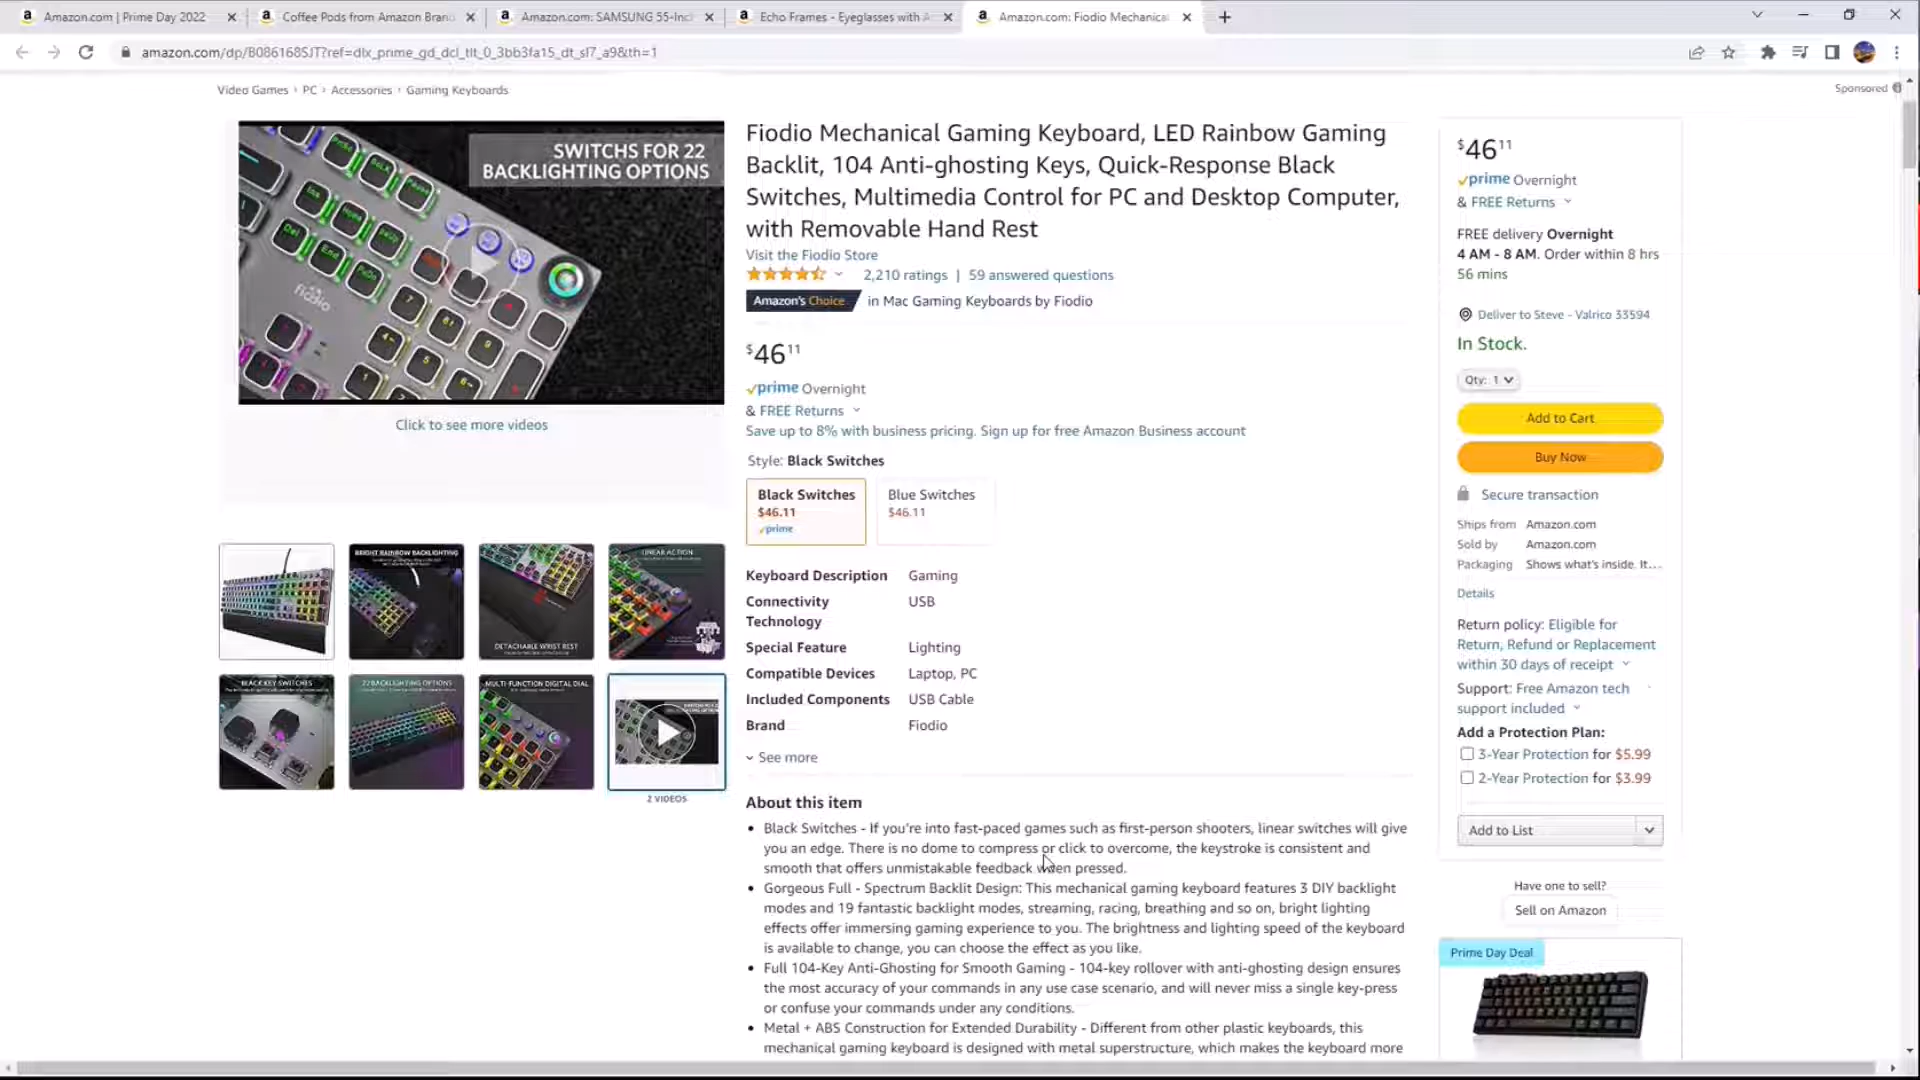 Amazon.com | Prime Day 2022
Coffee Pods from Amazon Bran
Amazon.com: SAMSUNG 55-Incl
Echo Frames - Eyeglasses with A
Amazon.com: Fiodio Mechanica
amazon.com/dp/B086168SJT?ref=dlx_prime_gd_dcl_tlt_0_3bb3fa15_dt_sl7_a9&th=1
Video Games › PC › Accessories › Gaming Keyboards
Sponsored
SWITCHS FOR 22
BACKLIGHTING OPTIONS
fiodio
Click to see more videos
BRIGHT RAINBOW BACKLIGHTING
DETACHABLE WRIST REST
LINEAR ACTION
BLACK KEY SWITCHES
22 BACKLIGHTING OPTIONS
MULTI-FUNCTION DIGITAL DIAL
2 VIDEOS
Fiodio Mechanical Gaming Keyboard, LED Rainbow Gaming
Backlit, 104 Anti-ghosting Keys, Quick-Response Black
Switches, Multimedia Control for PC and Desktop Computer,
with Removable Hand Rest
Visit the Fiodio Store
2,210 ratings | 59 answered questions
Amazon's Choice in Mac Gaming Keyboards by Fiodio
$46 11
prime Overnight
& FREE Returns
Save up to 8% with business pricing. Sign up for free Amazon Business account
Style: Black Switches
Black Switches
$46.11
prime
Blue Switches
$46.11
Keyboard Description Gaming
Connectivity USB
Technology
Special Feature Lighting
Compatible Devices Laptop, PC
Included Components USB Cable
Brand Fiodio
See more
About this item
• Black Switches - If you're into fast-paced games such as first-person shooters, linear switches will give
you an edge. There is no dome to compress or click to overcome, the keystroke is consistent and
smooth that offers unmistakable feedback when pressed.
• Gorgeous Full - Spectrum Backlit Design: This mechanical gaming keyboard features 3 DIY backlight
modes and 19 fantastic backlight modes, streaming, racing, breathing and so on, bright lighting
effects offer immersing gaming experience to you. The brightness and lighting speed of the keyboard
is available to change, you can choose the effect as you like.
• Full 104-Key Anti-Ghosting for Smooth Gaming - 104-key rollover with anti-ghosting design ensures
the most accuracy of your commands in any use case scenario, and will never miss a single key-press
or confuse your commands under any conditions.
• Metal + ABS Construction for Extended Durability - Different from other plastic keyboards, this
mechanical gaming keyboard is designed with metal superstructure, which makes the keyboard more
$46 11
prime Overnight
& FREE Returns
FREE delivery Overnight
4 AM - 8 AM. Order within 8 hrs
56 mins
Deliver to Steve - Valrico 33594
In Stock.
Qty: 1
Add to Cart
Buy Now
Secure transaction
Ships from Amazon.com
Sold by Amazon.com
Packaging Shows what's inside. It...
Details
Return policy: Eligible for
Return, Refund or Replacement
within 30 days of receipt
Support: Free Amazon tech
support included
Add a Protection Plan:
3-Year Protection for $5.99
2-Year Protection for $3.99
Add to List
Have one to sell?
Sell on Amazon
Prime Day Deal